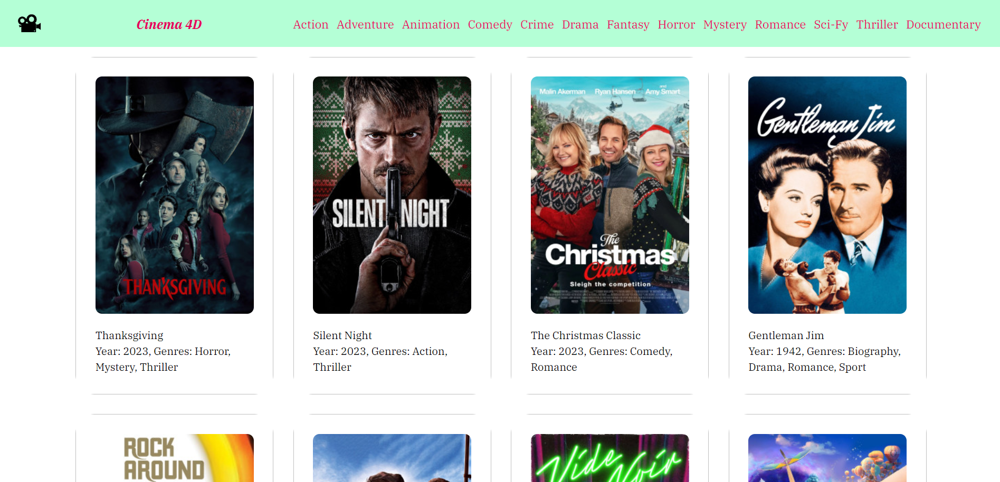 Cinema 4D
Action Adventure Animation Comedy Crime Drama Fantasy Horror Mystery Romance Sci-Fy Thriller Documentary
THANKSGIVING
SILENT NIGHT
Malin Akerman Ryan Hansen and Amy Smart
The
Christmas
Classic
Sleigh the competition
Gentleman Jim
Thanksgiving
Year: 2023, Genres: Horror,
Mystery, Thriller
Silent Night
Year: 2023, Genres: Action,
Thriller
The Christmas Classic
Year: 2023, Genres: Comedy,
Romance
Gentleman Jim
Year: 1942, Genres: Biography,
Drama, Romance, Sport
ROCK
AROUND
Vide Noir